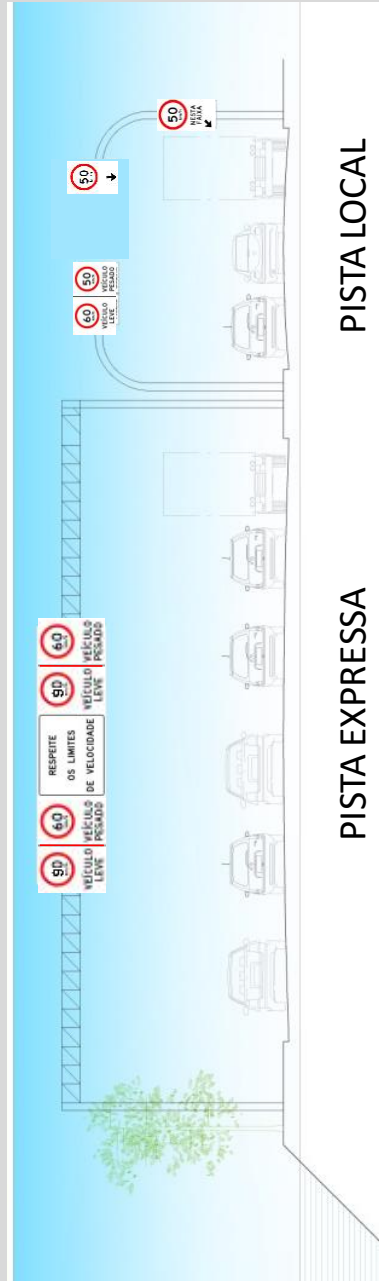 90
VEÍCULO
LEVE
60
VEÍCULO
PESADO
RESPEITE
OS LIMITES
DE VELOCIDADE
90
VEÍCULO
LEVE
60
VEÍCULO
PESADO
60
VEÍCULO
LEVE
50
VEÍCULO
PESADO
50
50
NESTA
FAIXA
PISTA EXPRESSA
PISTA LOCAL